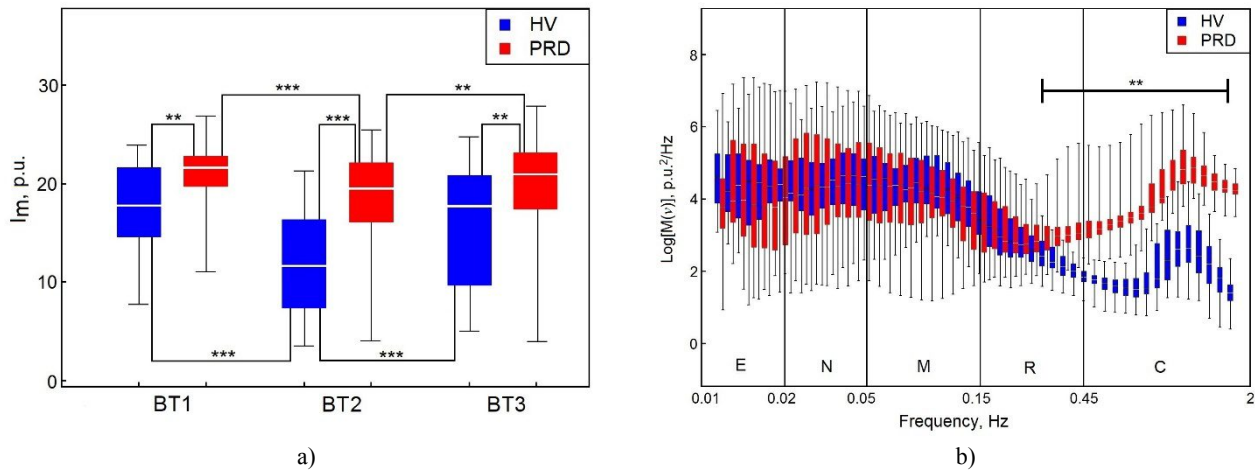 HV
PRD
Im, p.u.
30
20
10
0
**
***
***
**
**
***
***
BT1
BT2
BT3
a)
HV
PRD
Log[M(ν)], p.u.²/Hz
8
6
4
2
0
**
E
N
M
R
C
0.01
0.02
0.05
0.15
0.45
2
Frequency, Hz
b)